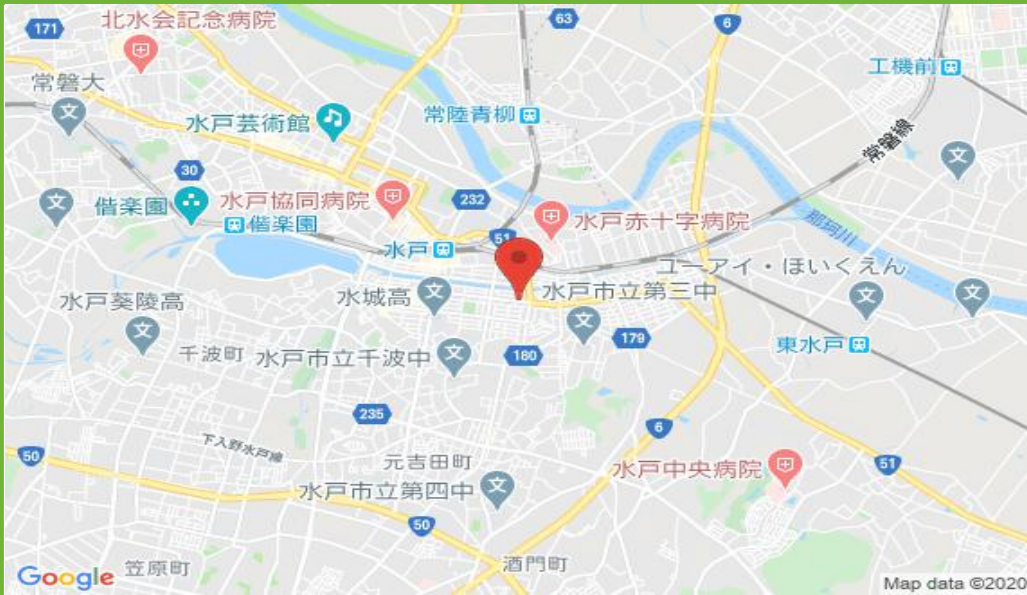 北水会記念病院
171
63
6
工機前
常磐大
水戸芸術館
常陸青柳
常磐線
30
水戸協同病院
232
水戸赤十字病院
偕楽園
偕楽園
51
那珂川
水戸
ユーアイ・ほいくえん
水戸葵陵高
水城高
水戸市立第三中
千波町
水戸市立千波中
180
179
東水戸
235
6
下入野水戸線
50
元吉田町
水戸中央病院
51
水戸市立第四中
50
酒門町
笠原町
Google
Map data ©2020